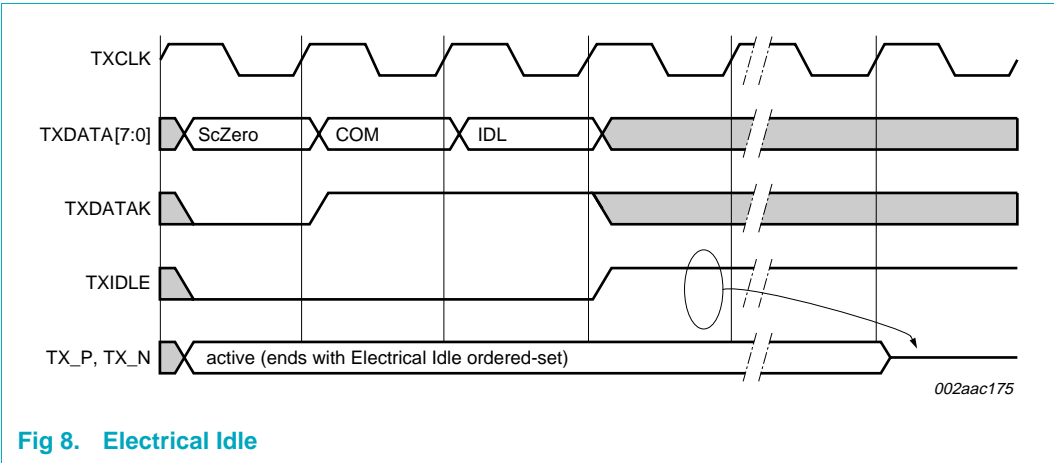 TXCLK
TXDATA[7:0]
ScZero
COM
IDL
TXDATAK
TXIDLE
TX_P, TX_N
active (ends with Electrical Idle ordered-set)
002aac175
Fig 8. Electrical Idle